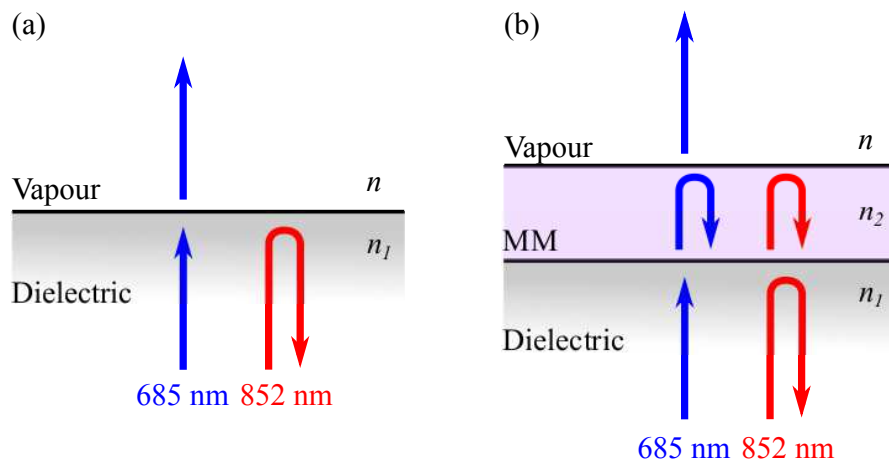 (a)
Vapour n
n1
Dielectric
685 nm 852 nm
(b)
Vapour n
n2
MM
n1
Dielectric
685 nm 852 nm